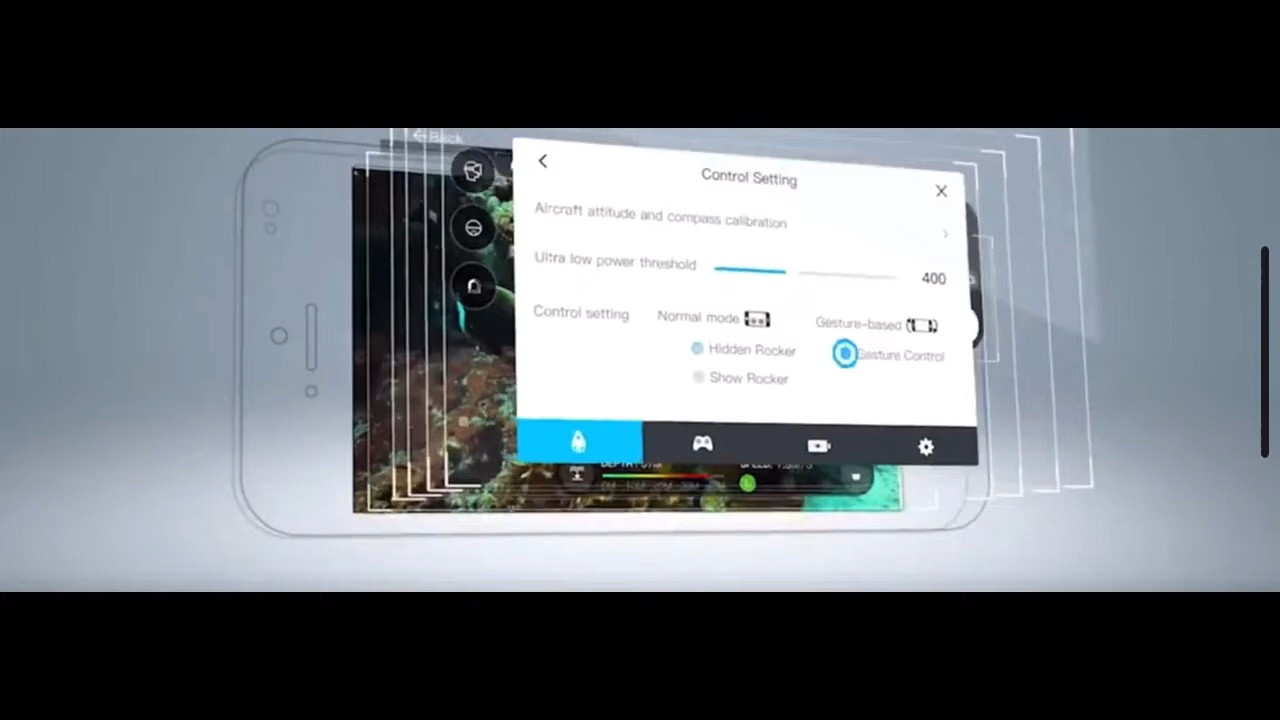 Back
Control Setting
Aircraft attitude and compass calibration
Ultra low power threshold 400
Control setting Normal mode Gesture-based
Hidden Rocker Gesture Control
Show Rocker